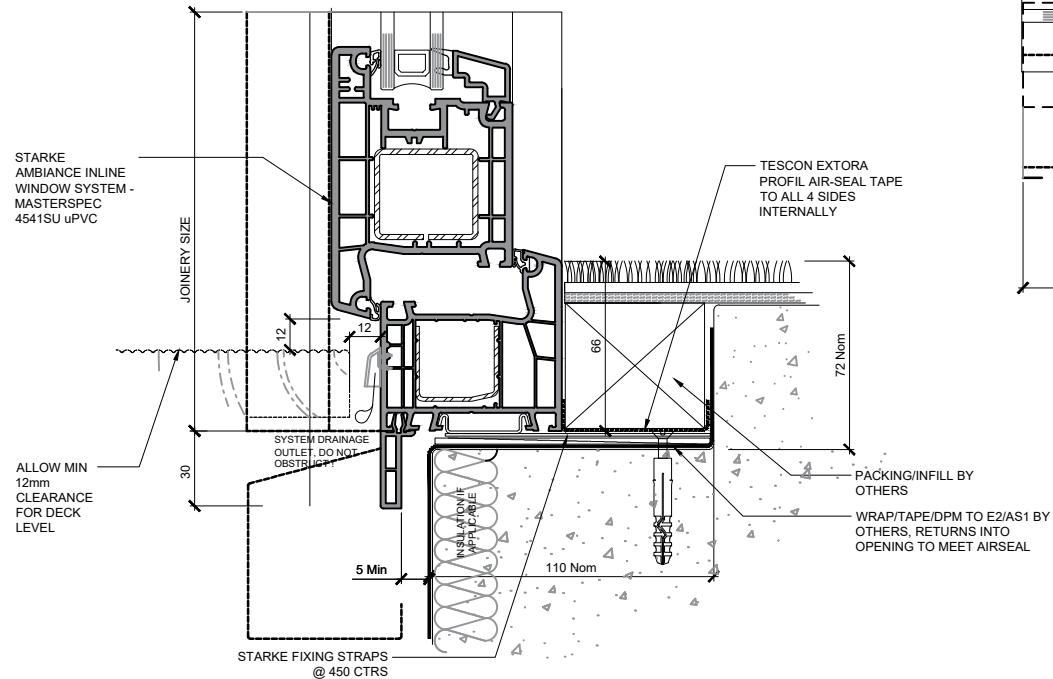 STARKE
AMBIANCE INLINE
WINDOW SYSTEM -
MASTERSPEC
4541SU uPVC
JOINERY SIZE
TESCON EXTORA
PROFIL AIR-SEAL TAPE
TO ALL 4 SIDES
INTERNALLY
12
12
66
72 Nom
ALLOW MIN
12mm
CLEARANCE
FOR DECK
LEVEL
30
SYSTEM DRAINAGE
OUTLET, DO NOT
OBSTRUCT!
INSULATION IF
APPLICABLE
PACKING/INFILL BY
OTHERS
WRAP/TAPE/DPM TO E2/AS1 BY
OTHERS, RETURNS INTO
OPENING TO MEET AIRSEAL
5 Min
110 Nom
STARKE FIXING STRAPS
@ 450 CTRS